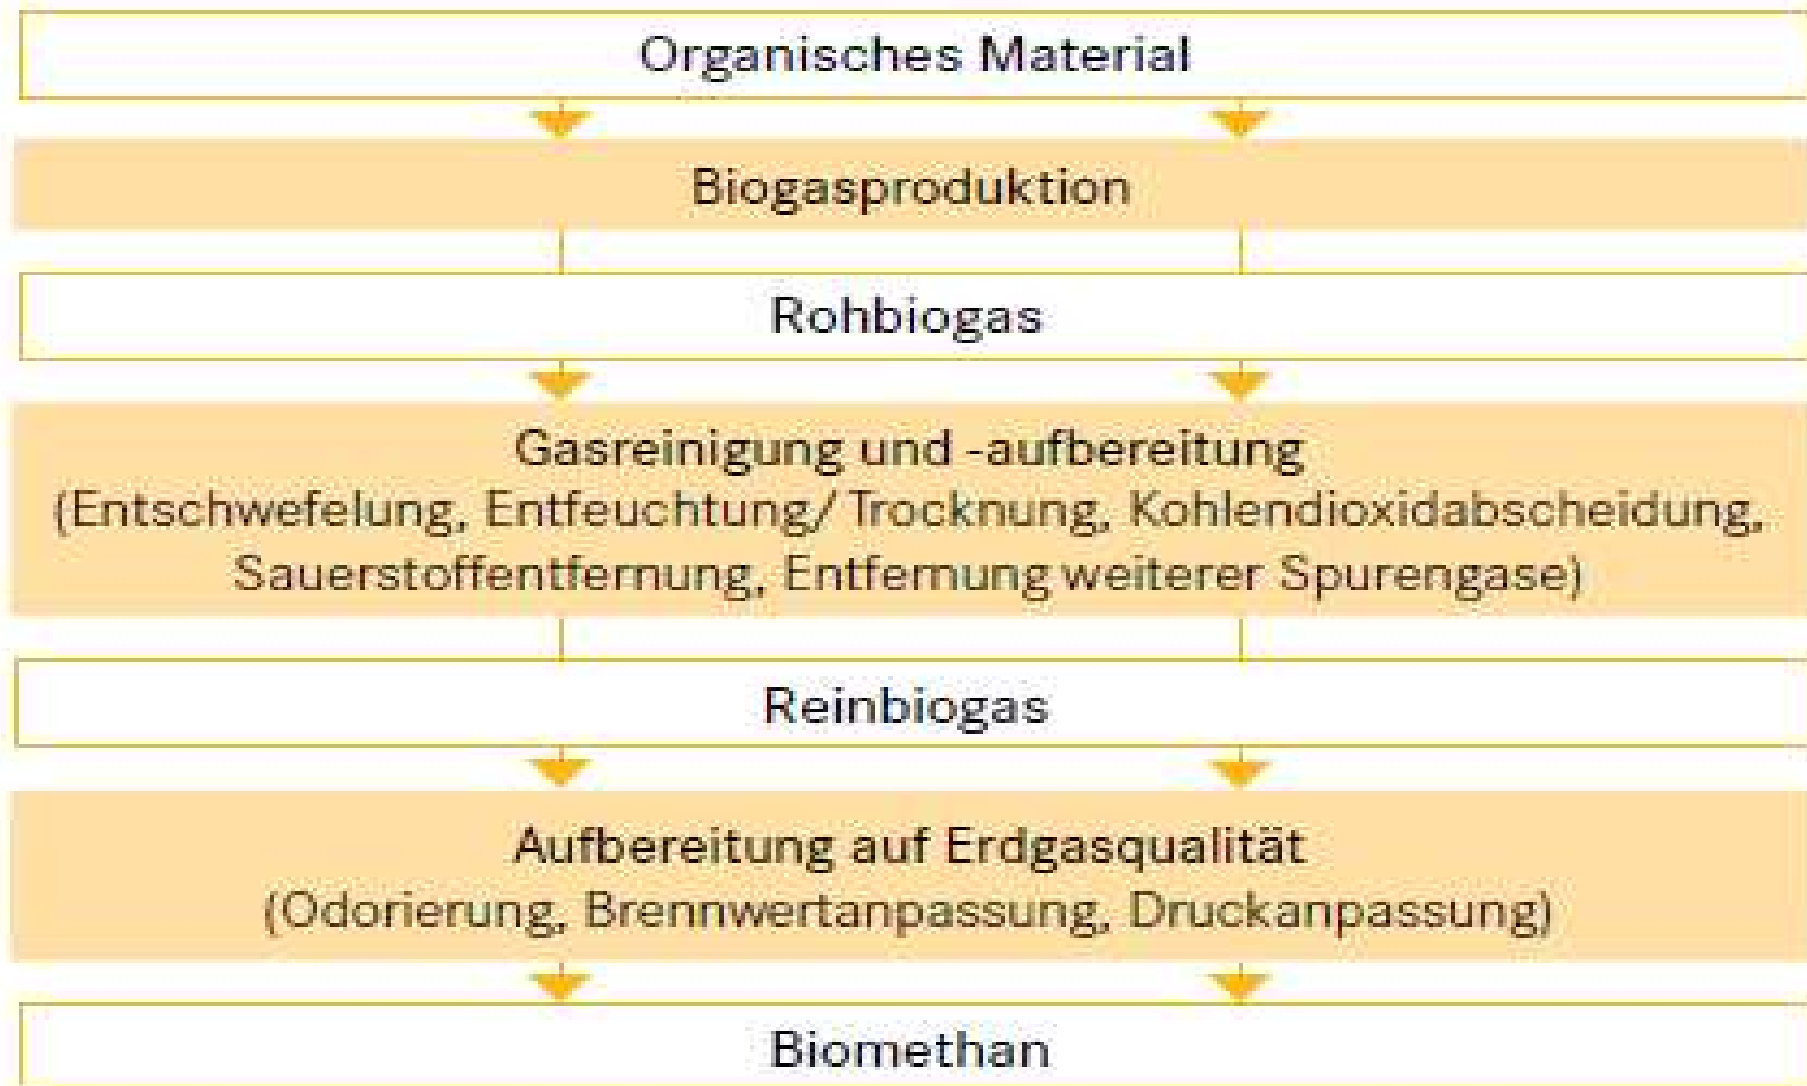 Organisches Material
Biogasproduktion
Rohbiogas
Gasreinigung und -aufbereitung
(Entschwefelung, Entfeuchtung/Trocknung, Kohlendioxidabscheidung,
Sauerstoffentfernung, Entfernung weiterer Spurengase)
Reinbiogas
Aufbereitung auf Erdgasqualität
(Odorierung, Brennwertanpassung, Druckanpassung)
Biomethan